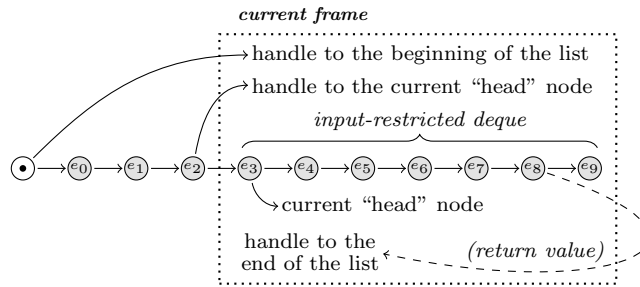 current frame
handle to the beginning of the list
handle to the current “head” node
input-restricted deque
e0 e1 e2 e3 e4 e5 e6 e7 e8 e9
current “head” node
handle to the
end of the list
(return value)